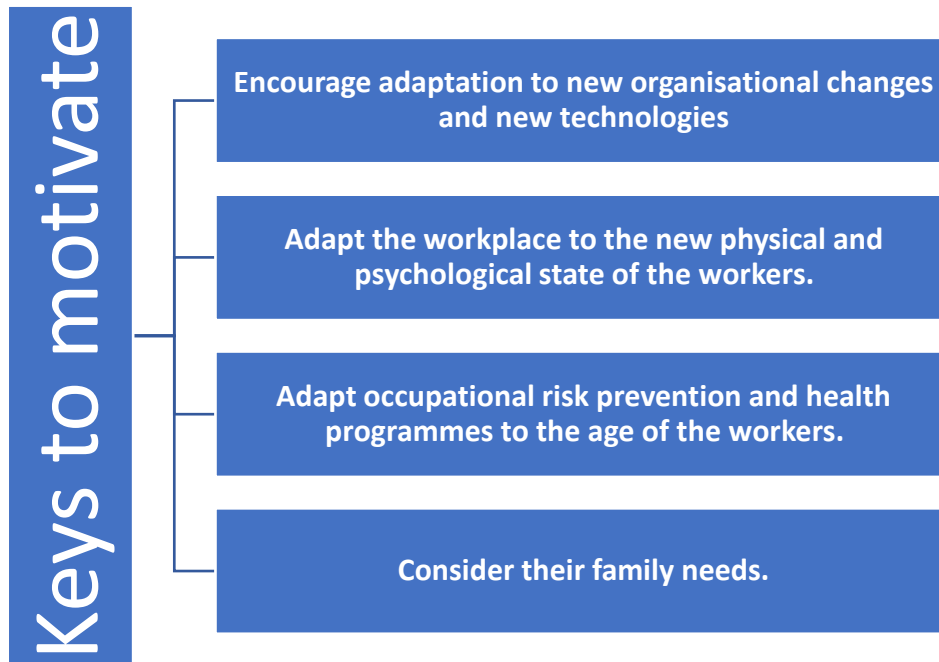 Keys to motivate
Encourage adaptation to new organisational changes
and new technologies
Adapt the workplace to the new physical and
psychological state of the workers.
Adapt occupational risk prevention and health
programmes to the age of the workers.
Consider their family needs.